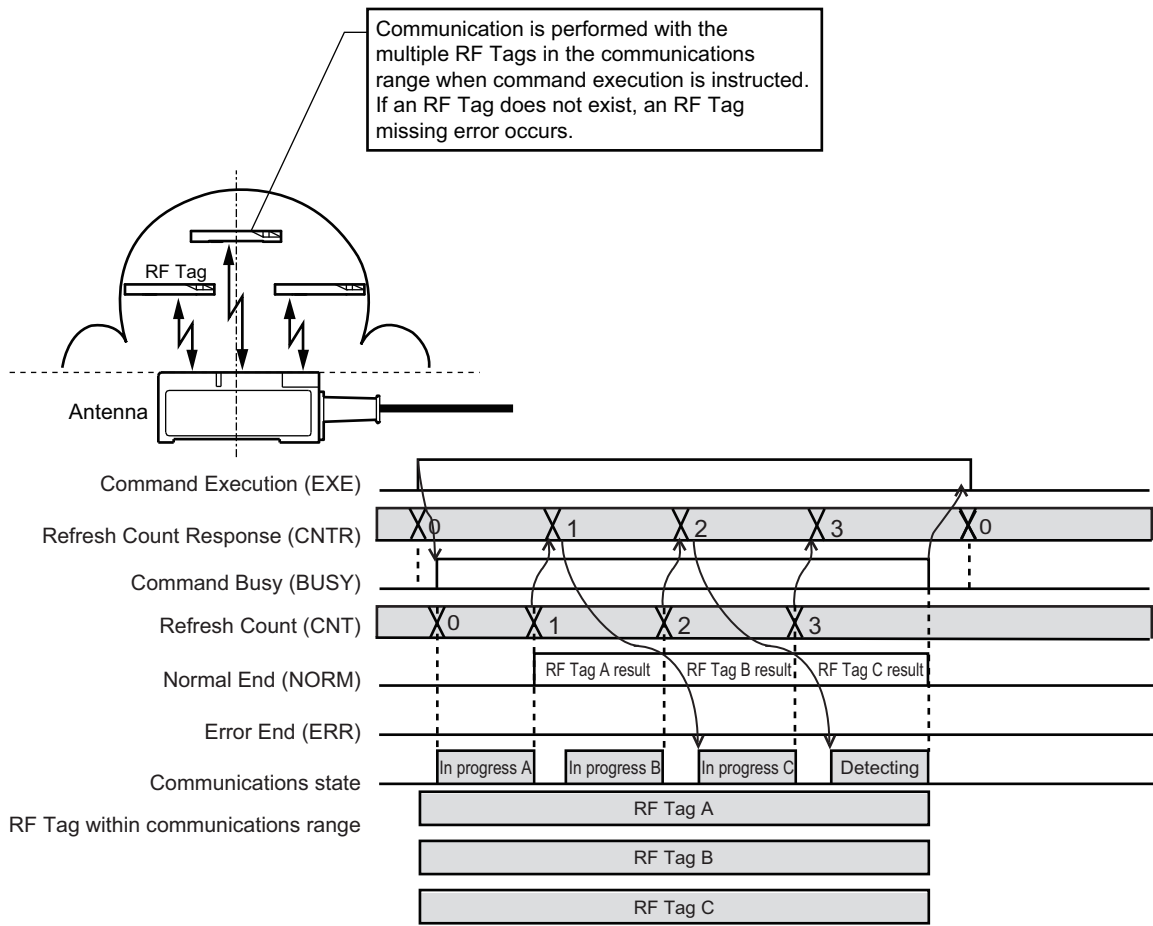 Communication is performed with the
multiple RF Tags in the communications
range when command execution is instructed.
If an RF Tag does not exist, an RF Tag
missing error occurs.
RF Tag
Antenna
Command Execution (EXE)
Refresh Count Response (CNTR) 0 1 2 3 0
Command Busy (BUSY)
Refresh Count (CNT) 0 1 2 3
Normal End (NORM) RF Tag A result RF Tag B result RF Tag C result
Error End (ERR)
Communications state In progress A In progress B In progress C Detecting
RF Tag within communications range RF Tag A
RF Tag B
RF Tag C